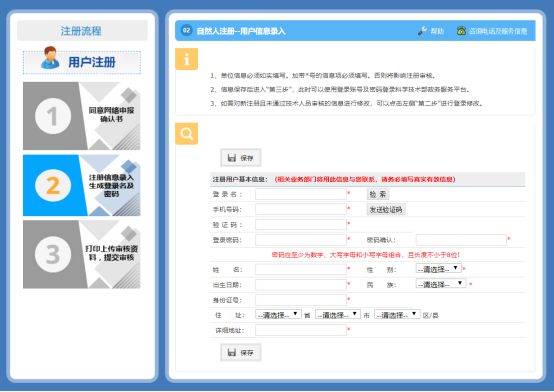 注册流程
用户注册
1
同意网络申报
确认书
2
注册信息录入
生成登录名及
密码
3
打印上传审核资
料，提交审核
02 自然人注册--用户信息录入
帮助
咨询电话及服务信息
1、单位信息必须如实填写。加带*号的信息项必须填写。否则将影响注册审核。
2、信息保存后进入"第三步"，此时可以使用登录账号及密码登录科学技术部政务服务平台。
3、如需对新注册且未通过技术人员审核的信息进行修改，可以点击左侧"第二步"进行登录修改。
保存
注册用户基本信息：（相关业务部门将用此信息与您联系，请务必填写真实有效信息）
登 录 名： * 检 索
手机号码： * 发送验证码
验 证 码： *
登录密码： * 密码确认： *
密码应至少为数字、大写字母和小写字母组合，且长度不小于8位！
姓 名： * 性 别： --请选择-- *
出生日期： * 民 族： --请选择-- *
身份证号： *
住 址： --请选择-- 省 --请选择-- 市 --请选择-- 区/县
详细地址： *
保存